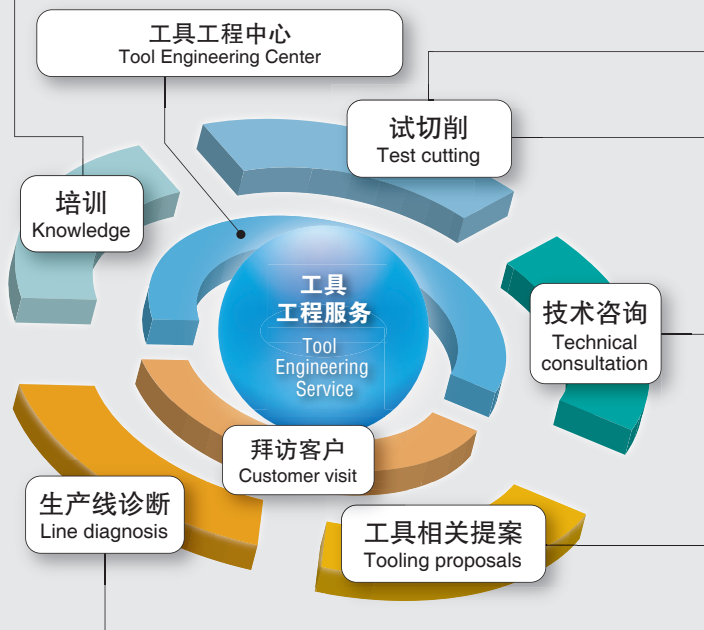 工具工程中心
Tool Engineering Center
试切削
Test cutting
培训
Knowledge
工具
工程服务
Tool
Engineering
Service
技术咨询
Technical
consultation
拜访客户
Customer visit
生产线诊断
Line diagnosis
工具相关提案
Tooling proposals